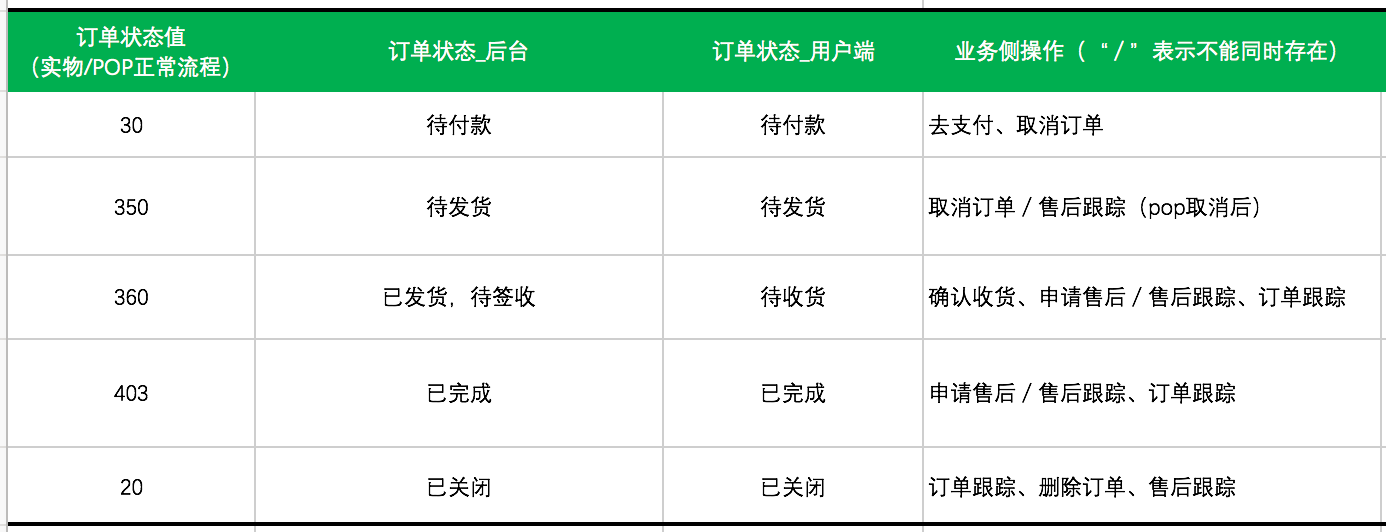 订单状态值
（实物/POP正常流程）
订单状态_后台
订单状态_用户端
业务侧操作（“/”表示不能同时存在）
30
待付款
待付款
去支付、取消订单
350
待发货
待发货
取消订单 / 售后跟踪（pop取消后）
360
已发货，待签收
待收货
确认收货、申请售后 / 售后跟踪、订单跟踪
403
已完成
已完成
申请售后 / 售后跟踪、订单跟踪
20
已关闭
已关闭
订单跟踪、删除订单、售后跟踪